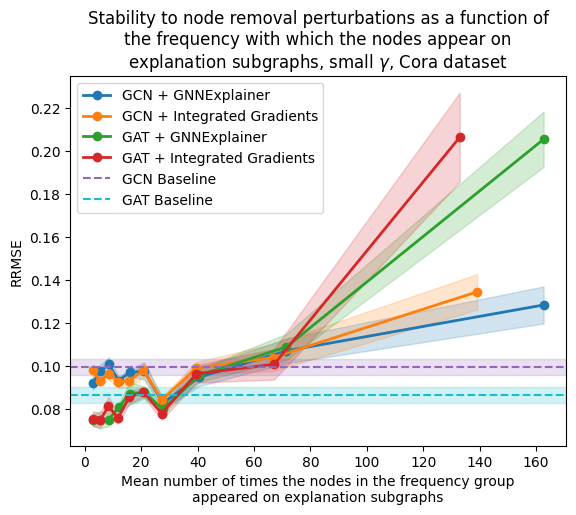 Stability to node removal perturbations as a function of
the frequency with which the nodes appear on
explanation subgraphs, small γ, Cora dataset
GCN + GNNExplainer
GCN + Integrated Gradients
GAT + GNNExplainer
GAT + Integrated Gradients
GCN Baseline
GAT Baseline
RRMSE
0.22
0.20
0.18
0.16
0.14
0.12
0.10
0.08
0 20 40 60 80 100 120 140 160
Mean number of times the nodes in the frequency group
appeared on explanation subgraphs